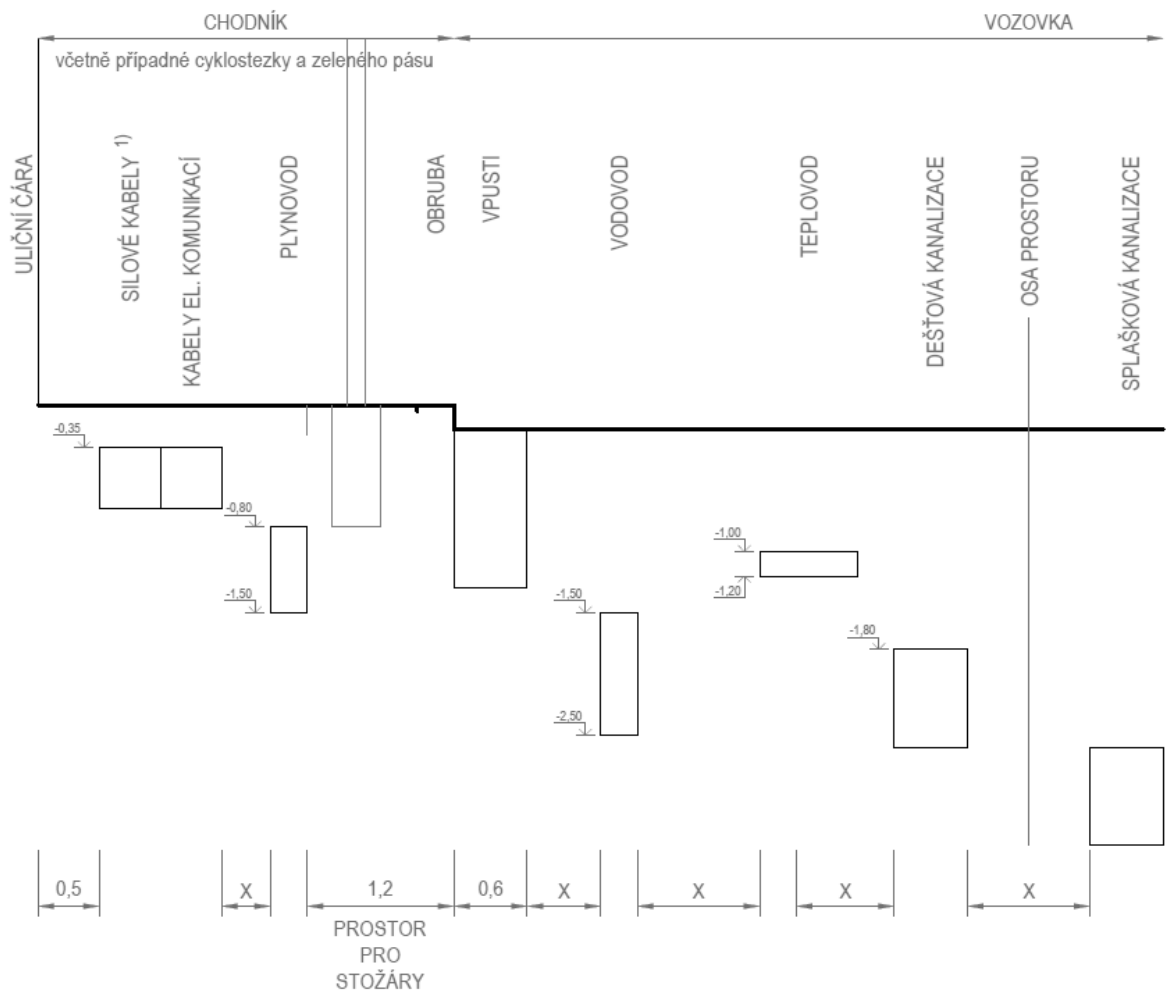 CHODNÍK
VOZOVKA
včetně případné cyklostezky a zeleného pásu
ULIČNÍ ČÁRA
SILOVÉ KABELY 1)
KABELY EL. KOMUNIKACÍ
PLYNOVOD
OBRUBA
VPUSTI
VODOVOD
TEPLOVOD
DEŠŤOVÁ KANALIZACE
OSA PROSTORU
SPLAŠKOVÁ KANALIZACE
-0,35
-0,80
-1,50
-1,50
-2,50
-1,00
-1,20
-1,80
0,5
X
1,2
0,6
X
X
X
X
PROSTOR
PRO
STOŽÁRY